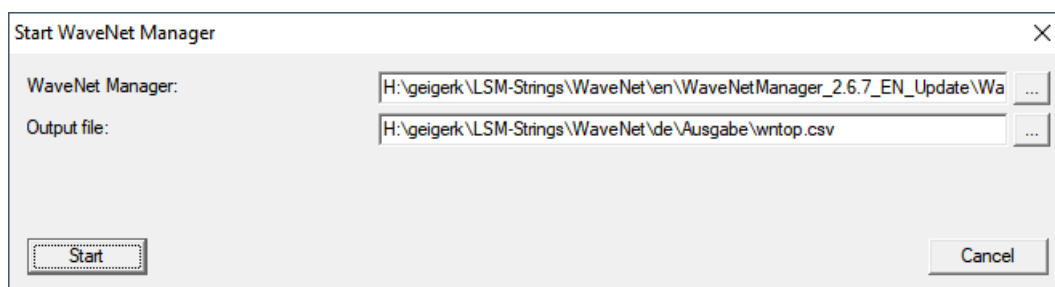 Start WaveNet Manager
WaveNet Manager: H:\geigerk\LSM-Strings\WaveNet\en\WaveNetManager_2.6.7_EN_Update\Wa ...
Output file: H:\geigerk\LSM-Strings\WaveNet\de\Ausgabe\wntop.csv ...
Start Cancel